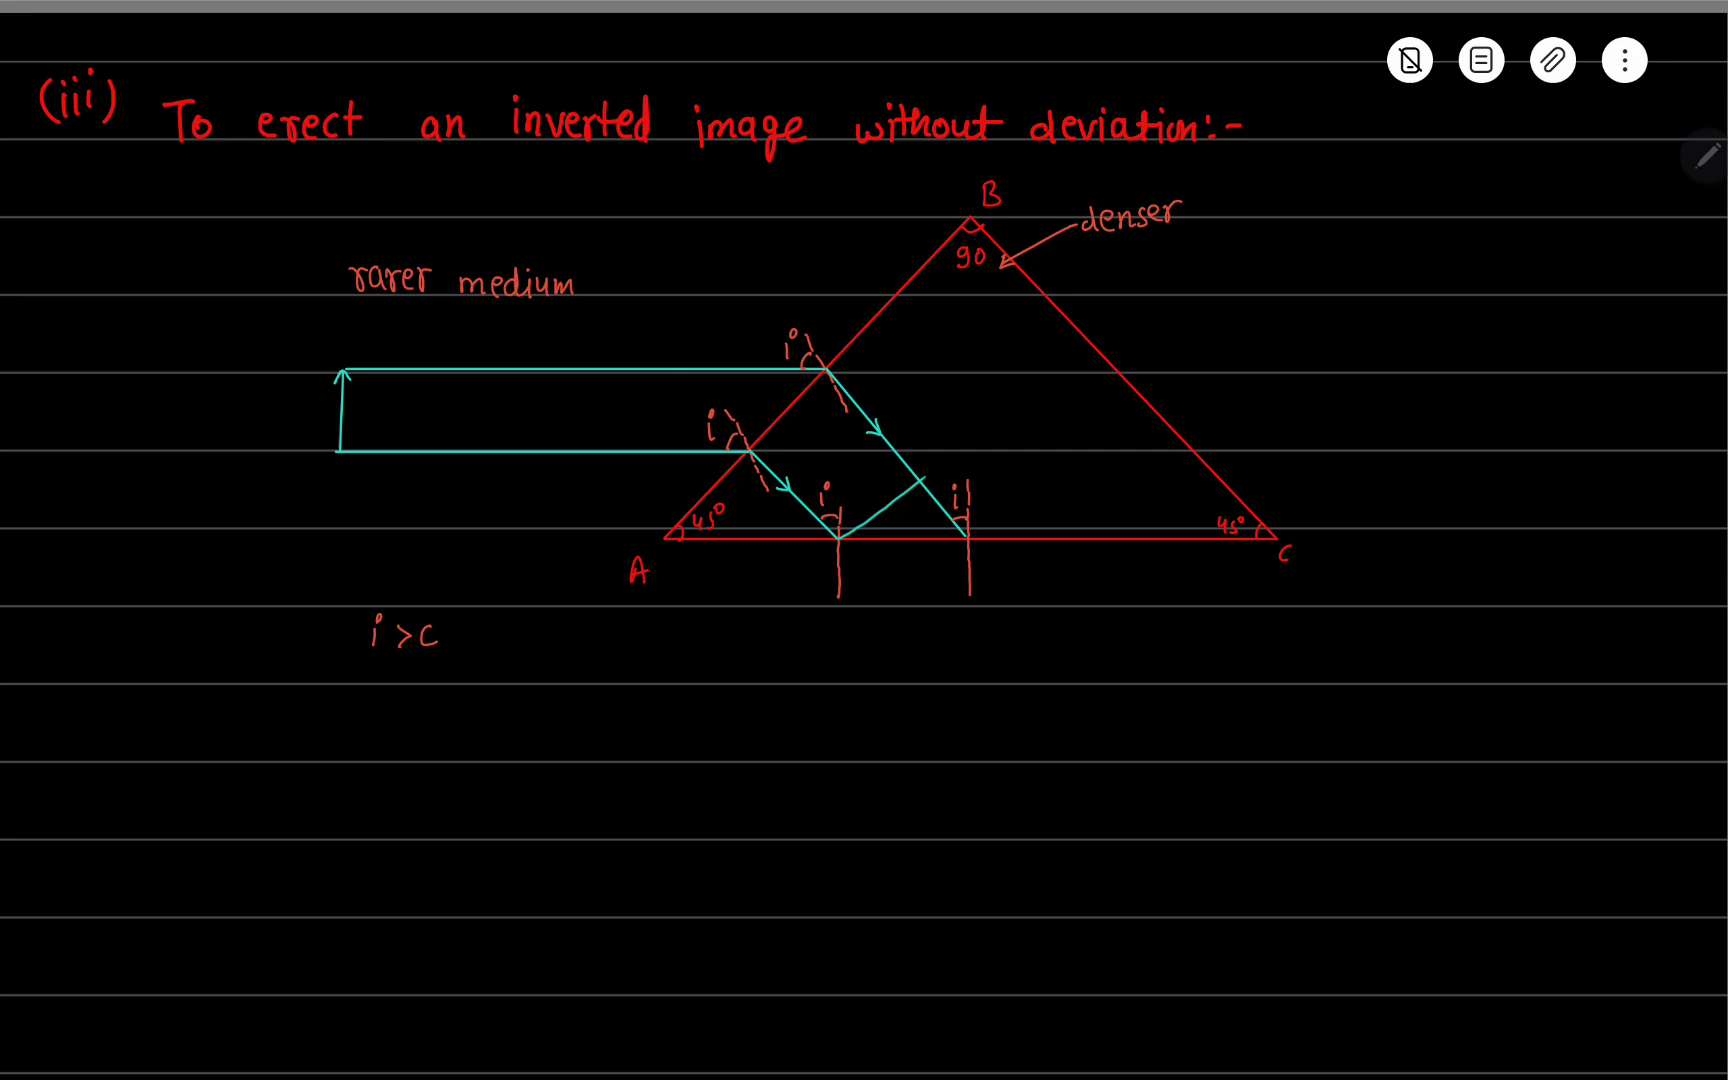 (iii) To erect an inverted image without deviation:-
B
denser
90
rarer medium
i
i
i
i
45°
45°
A
C
i > C